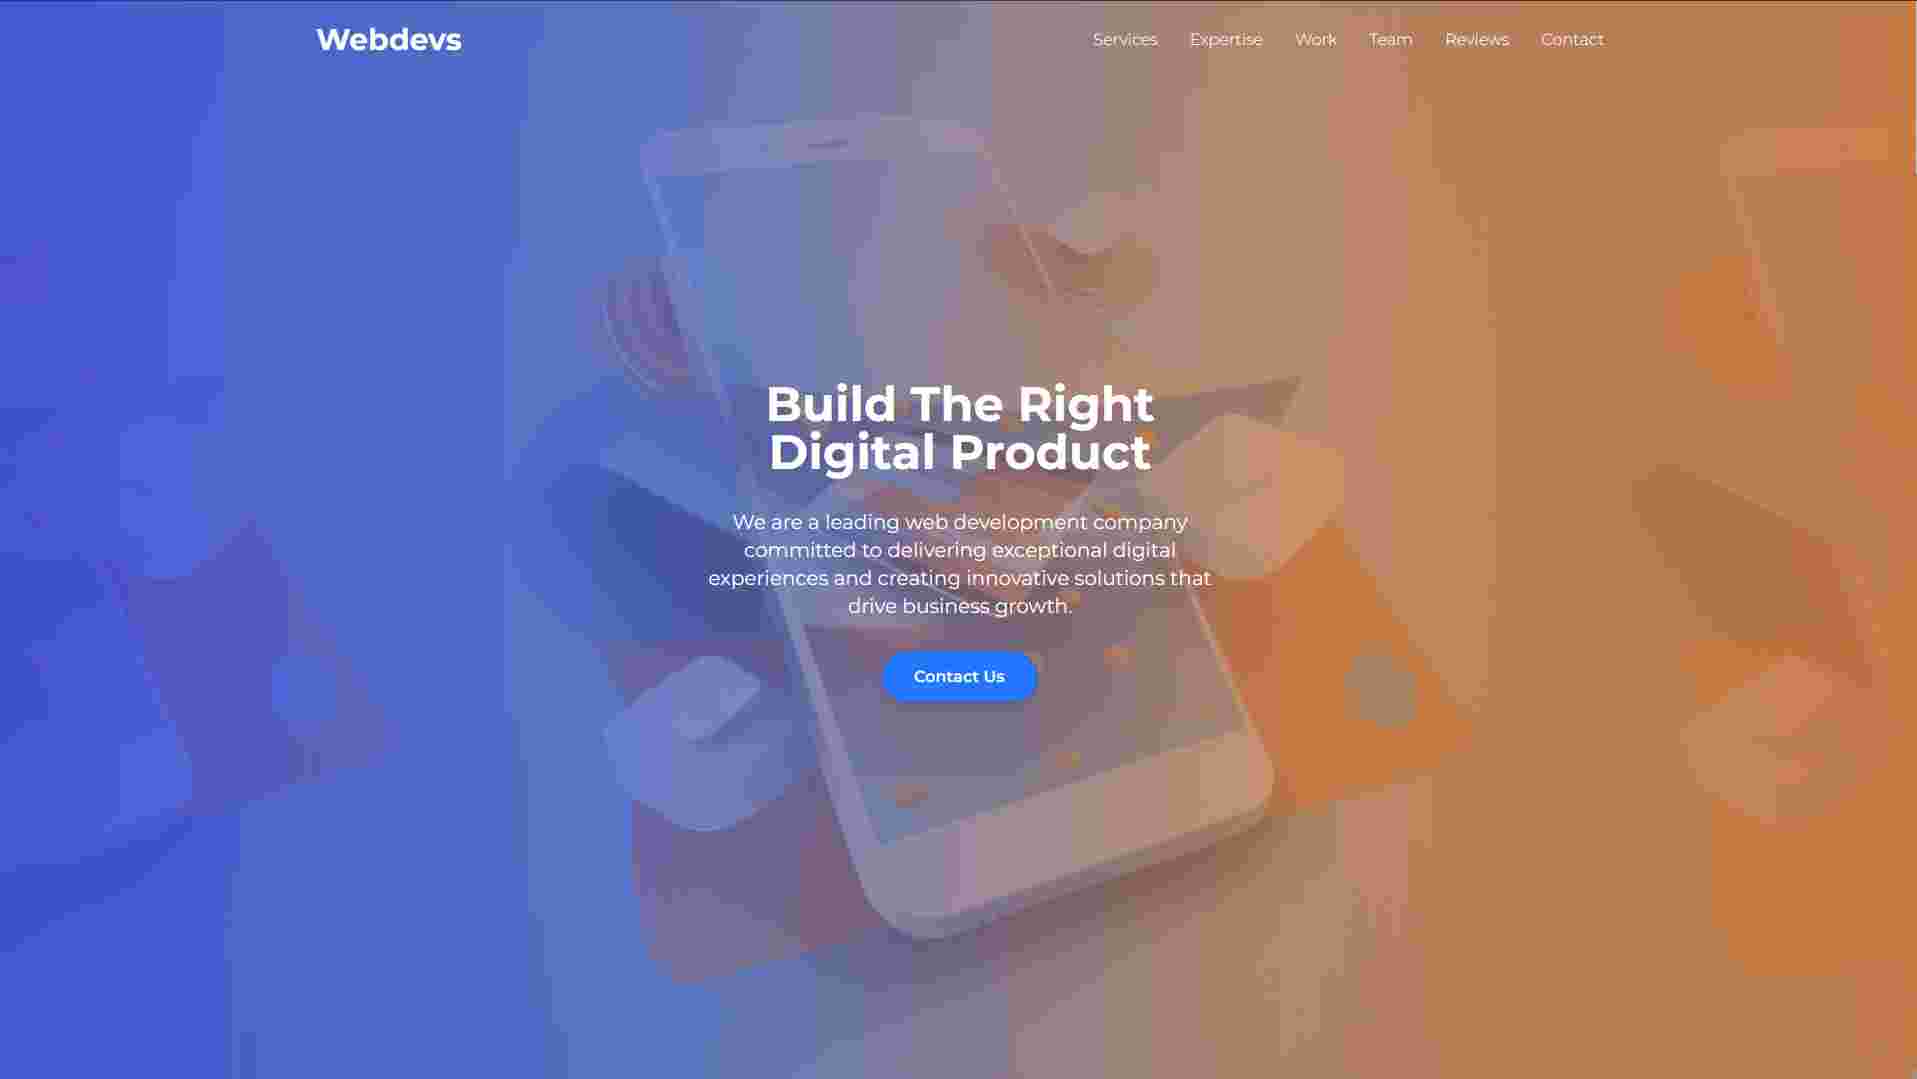 Webdevs
Services Expertise Work Team Reviews Contact
Build The Right
Digital Product
We are a leading web development company
committed to delivering exceptional digital
experiences and creating innovative solutions that
drive business growth.
Contact Us